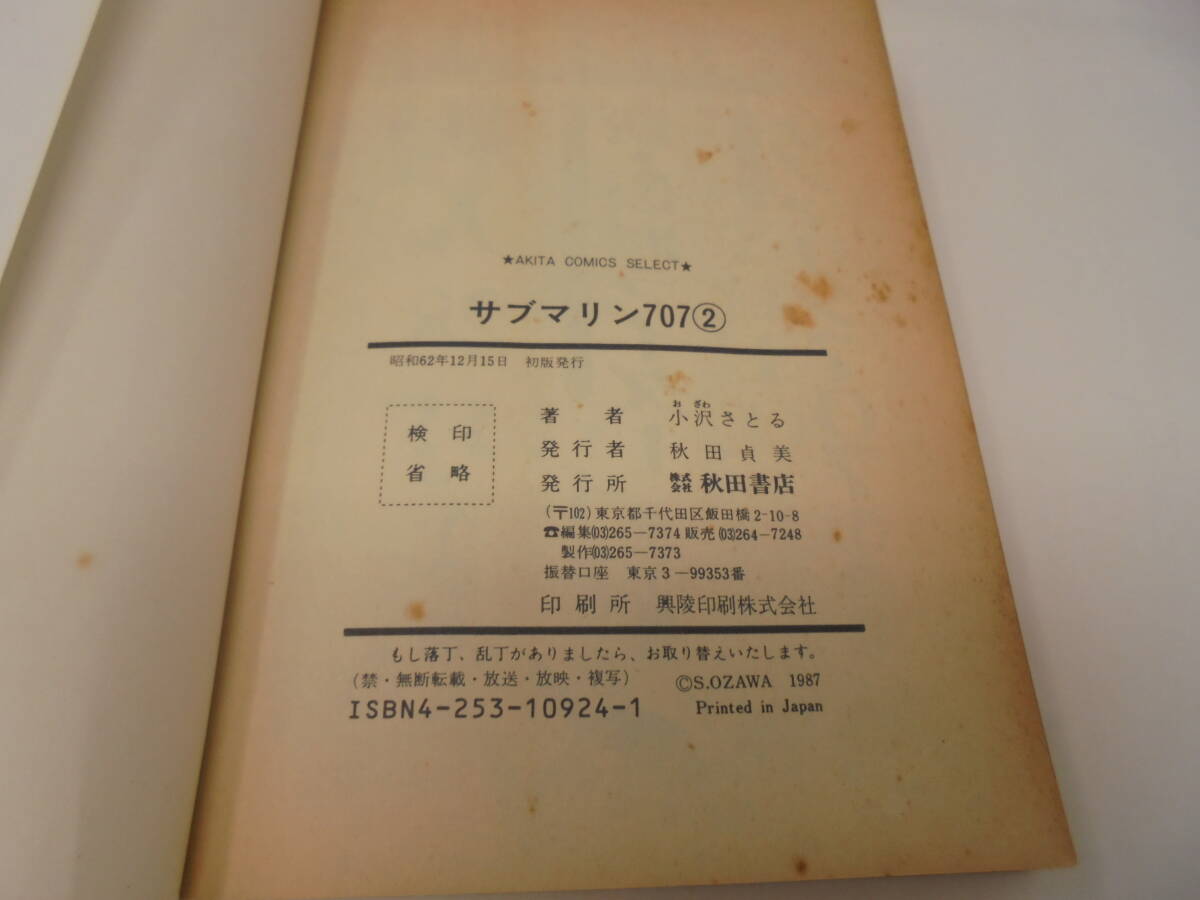 ★AKITA COMICS SELECT★
サブマリン707②
昭和62年12月15日　初版発行
検印
省略
著　者　小沢さとる
おざわ
発行者　秋田貞美
発行所　株式会社 秋田書店
(〒102)東京都千代田区飯田橋2-10-8
☎編集(03)265―7374 販売(03)264―7248
製作(03)265―7373
振替口座　東京3―99353番
印刷所　興陵印刷株式会社
もし落丁、乱丁がありましたら、お取り替えいたします。
(禁・無断転載・放送・放映・複写)　©S.OZAWA 1987
ISBN4-253-10924-1　Printed in Japan